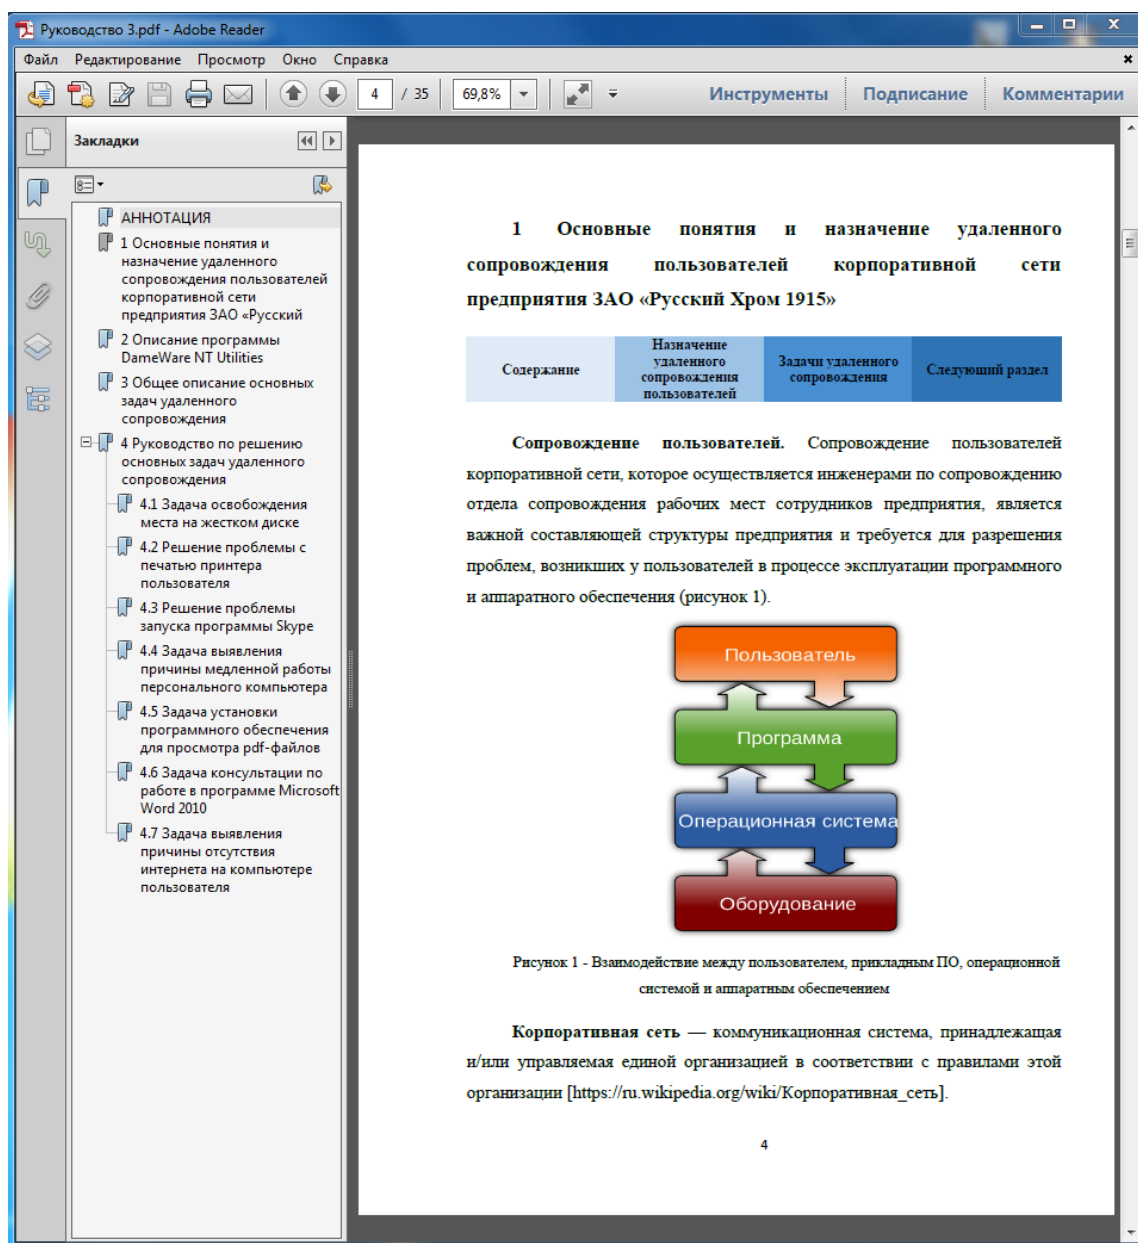 Руководство 3.pdf - Adobe Reader
Файл Редактирование Просмотр Окно Справка
4 / 35 69,8% Инструменты Подписание Комментарии
Закладки
АННОТАЦИЯ
1 Основные понятия и
назначение удаленного
сопровождения пользователей
корпоративной сети
предприятия ЗАО «Русский
2 Описание программы
DameWare NT Utilities
3 Общее описание основных
задач удаленного
сопровождения
4 Руководство по решению
основных задач удаленного
сопровождения
4.1 Задача освобождения
места на жестком диске
4.2 Решение проблемы с
печатью принтера
пользователя
4.3 Решение проблемы
запуска программы Skype
4.4 Задача выявления
причины медленной работы
персонального компьютера
4.5 Задача установки
программного обеспечения
для просмотра pdf-файлов
4.6 Задача консультации по
работе в программе Microsoft
Word 2010
4.7 Задача выявления
причины отсутствия
интернета на компьютере
пользователя
1 Основные понятия и назначение удаленного
сопровождения пользователей корпоративной сети
предприятия ЗАО «Русский Хром 1915»
Содержание
Назначение
удаленного
сопровождения
пользователей
Задачи удаленного
сопровождения
Следующий раздел
Сопровождение пользователей. Сопровождение пользователей
корпоративной сети, которое осуществляется инженерами по сопровождению
отдела сопровождения рабочих мест сотрудников предприятия, является
важной составляющей структуры предприятия и требуется для разрешения
проблем, возникших у пользователей в процессе эксплуатации программного
и аппаратного обеспечения (рисунок 1).
Пользователь
Программа
Операционная система
Оборудование
Рисунок 1 - Взаимодействие между пользователем, прикладным ПО, операционной
системой и аппаратным обеспечением
Корпоративная сеть — коммуникационная система, принадлежащая
и/или управляемая единой организацией в соответствии с правилами этой
организации [https://ru.wikipedia.org/wiki/Корпоративная_сеть].
4